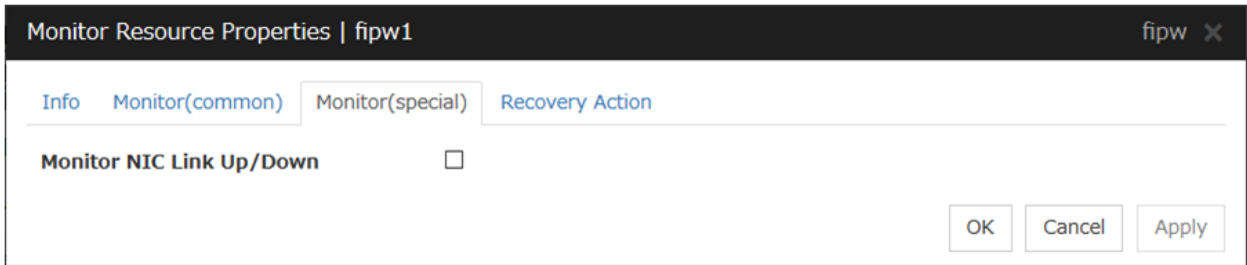 Monitor Resource Properties | fipw1 fipw
Info Monitor(common) Monitor(special) Recovery Action
Monitor NIC Link Up/Down
OK Cancel Apply